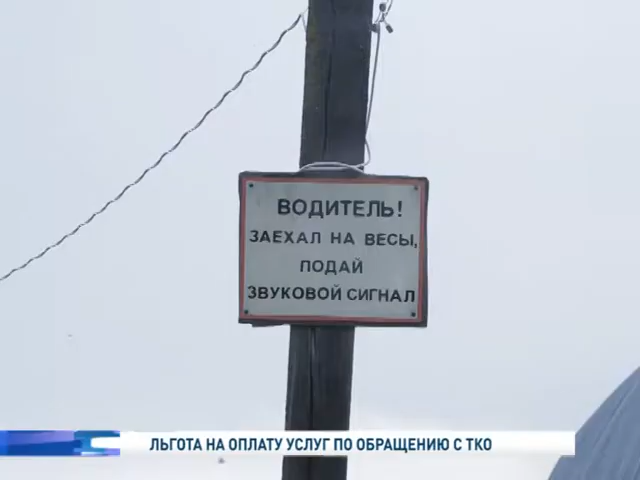 ВОДИТЕЛЬ!
ЗАЕХАЛ НА ВЕСЫ,
ПОДАЙ
ЗВУКОВОЙ СИГНАЛ
ЛЬГОТА НА ОПЛАТУ УСЛУГ ПО ОБРАЩЕНИЮ С ТКО